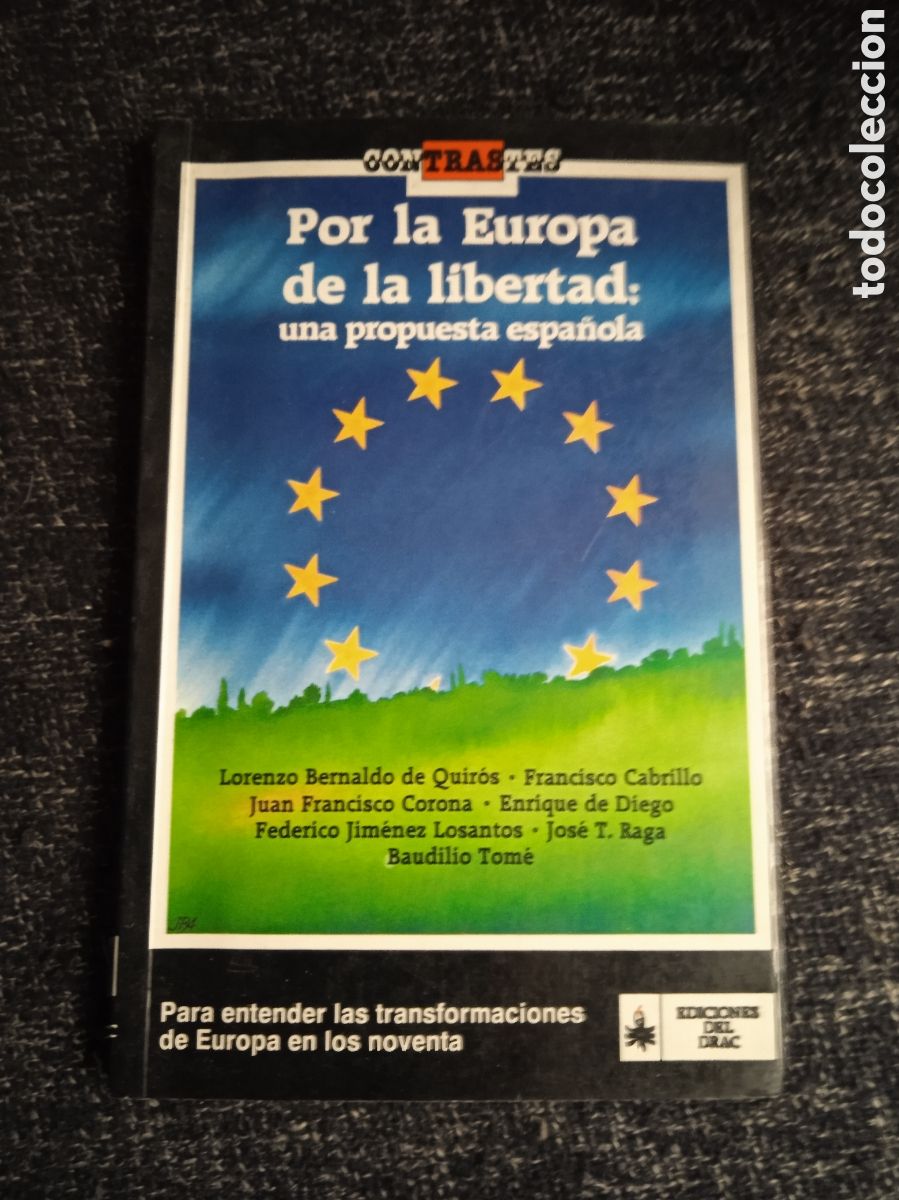 todocoleccion
CONTRASTES
Por la Europa
de la libertad:
una propuesta española
Lorenzo Bernaldo de Quirós · Francisco Cabrillo
Juan Francisco Corona · Enrique de Diego
Federico Jiménez Losantos · José T. Raga
Baudilio Tomé
Para entender las transformaciones
de Europa en los noventa
EDICIONES
DEL
DRAC